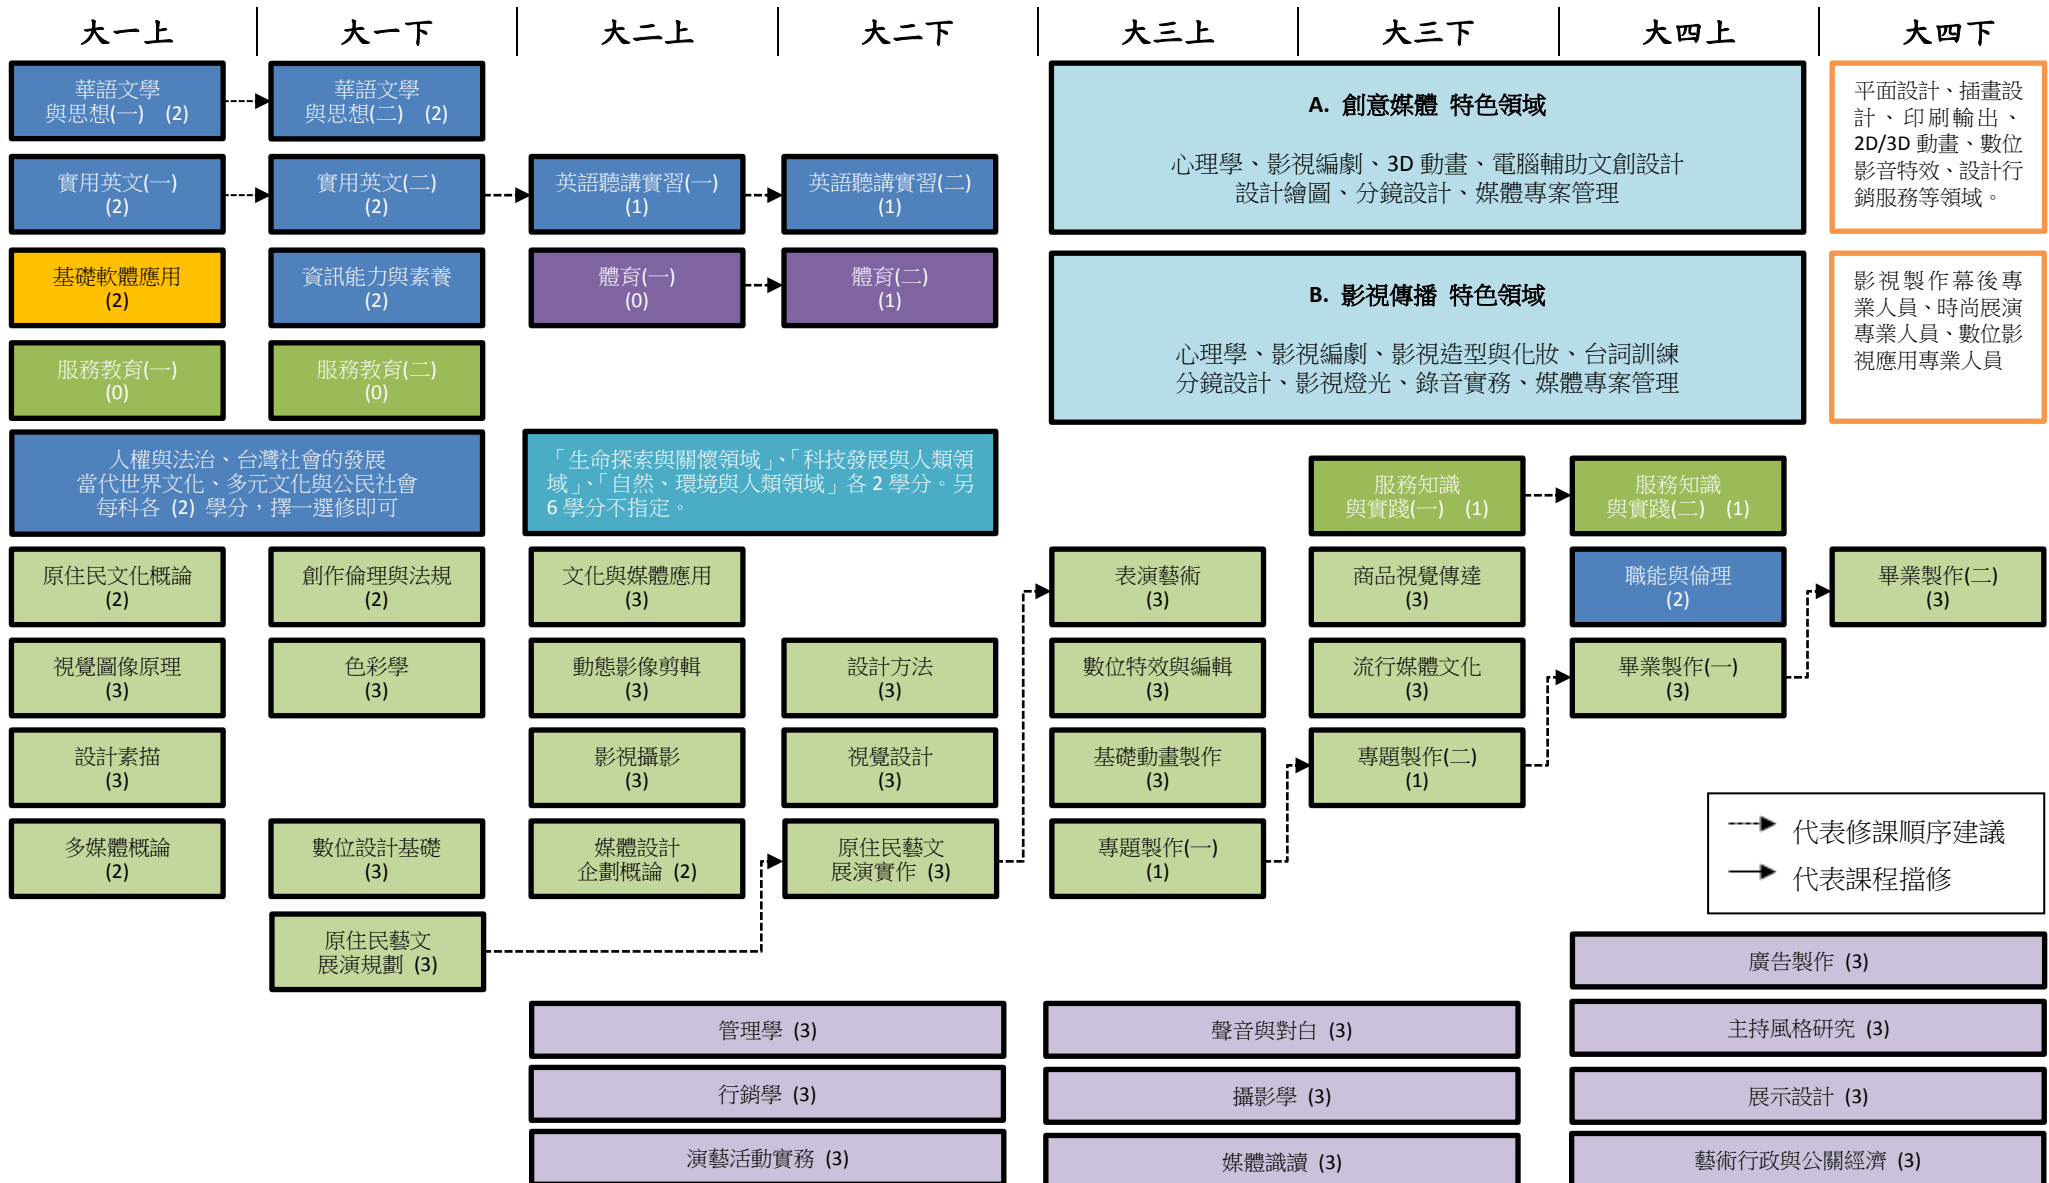 大一上
大一下
大二上
大二下
大三上
大三下
大四上
大四下
華語文學
與思想(一) (2)
華語文學
與思想(二) (2)
A. 創意媒體 特色領域
心理學、影視編劇、3D 動畫、電腦輔助文創設計
設計繪圖、分鏡設計、媒體專案管理
平面設計、插畫設
計、印刷輸出、
2D/3D 動畫、數位
影音特效、設計行
銷服務等領域。
實用英文(一)
(2)
實用英文(二)
(2)
英語聽講實習(一)
(1)
英語聽講實習(二)
(1)
基礎軟體應用
(2)
資訊能力與素養
(2)
體育(一)
(0)
體育(二)
(1)
B. 影視傳播 特色領域
心理學、影視編劇、影視造型與化妝、台詞訓練
分鏡設計、影視燈光、錄音實務、媒體專案管理
影視製作幕後專
業人員、時尚展演
專業人員、數位影
視應用專業人員
服務教育(一)
(0)
服務教育(二)
(0)
人權與法治、台灣社會的發展
當代世界文化、多元文化與公民社會
每科各 (2) 學分，擇一選修即可
「生命探索與關懷領域」、「科技發展與人類領
域」、「自然、環境與人類領域」各 2 學分。另
6 學分不指定。
服務知識
與實踐(一) (1)
服務知識
與實踐(二) (1)
原住民文化概論
(2)
創作倫理與法規
(2)
文化與媒體應用
(3)
表演藝術
(3)
商品視覺傳達
(3)
職能與倫理
(2)
畢業製作(二)
(3)
視覺圖像原理
(3)
色彩學
(3)
動態影像剪輯
(3)
設計方法
(3)
數位特效與編輯
(3)
流行媒體文化
(3)
畢業製作(一)
(3)
設計素描
(3)
影視攝影
(3)
視覺設計
(3)
基礎動畫製作
(3)
專題製作(二)
(1)
多媒體概論
(2)
數位設計基礎
(3)
媒體設計
企劃概論 (2)
原住民藝文
展演實作 (3)
專題製作(一)
(1)
代表修課順序建議
代表課程擋修
原住民藝文
展演規劃 (3)
廣告製作 (3)
管理學 (3)
聲音與對白 (3)
主持風格研究 (3)
行銷學 (3)
攝影學 (3)
展示設計 (3)
演藝活動實務 (3)
媒體識讀 (3)
藝術行政與公關經濟 (3)